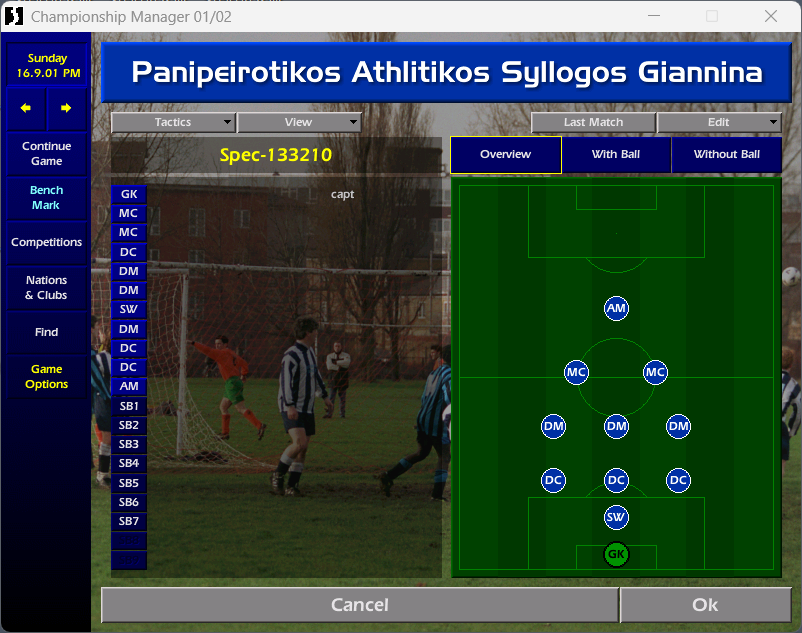 Championship Manager 01/02
Sunday
16.9.01 PM
Continue
Game
Bench
Mark
Competitions
Nations
& Clubs
Find
Game
Options
Panipeirotikos Athlitikos Syllogos Giannina
Tactics
View
Last Match
Edit
Spec-133210
Overview
With Ball
Without Ball
GK capt
MC
MC
DC
DM
DM
SW
DM
DC
DC
AM
SB1
SB2
SB3
SB4
SB5
SB6
SB7
AM
MC MC
DM DM DM
DC DC DC
SW
GK
Cancel
Ok